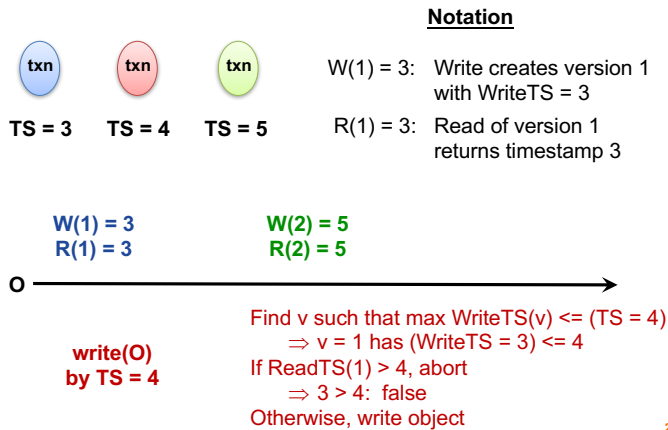 Notation
txn txn txn
W(1) = 3: Write creates version 1
with WriteTS = 3
TS = 3 TS = 4 TS = 5
R(1) = 3: Read of version 1
returns timestamp 3
W(1) = 3 W(2) = 5
R(1) = 3 R(2) = 5
O
write(O)
by TS = 4
Find v such that max WriteTS(v) <= (TS = 4)
⇒ v = 1 has (WriteTS = 3) <= 4
If ReadTS(1) > 4, abort
⇒ 3 > 4: false
Otherwise, write object